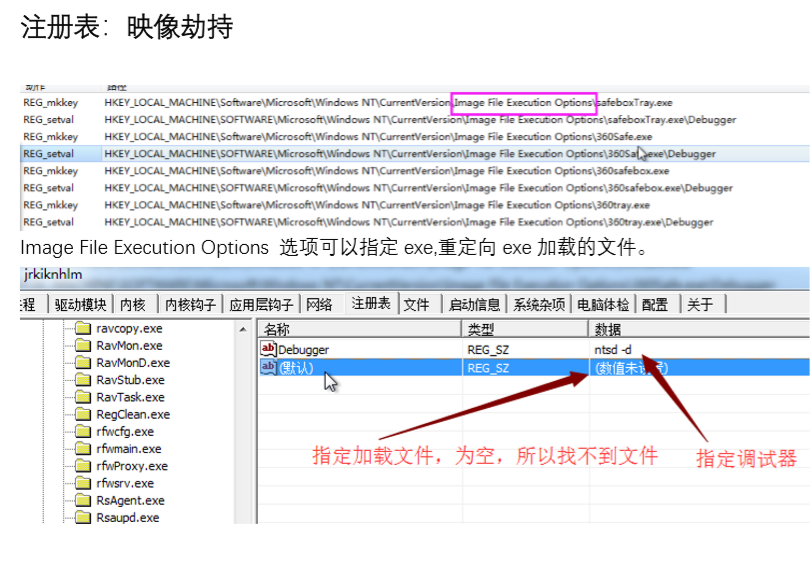 注册表：映像劫持
动作 路径
REG_mkkey HKEY_LOCAL_MACHINE\Software\Microsoft\Windows NT\CurrentVersion\Image File Execution Options\safeboxTray.exe
REG_setval HKEY_LOCAL_MACHINE\SOFTWARE\Microsoft\Windows NT\CurrentVersion\Image File Execution Options\safeboxTray.exe\Debugger
REG_mkkey HKEY_LOCAL_MACHINE\Software\Microsoft\Windows NT\CurrentVersion\Image File Execution Options\360Safe.exe
REG_setval HKEY_LOCAL_MACHINE\SOFTWARE\Microsoft\Windows NT\CurrentVersion\Image File Execution Options\360Safe.exe\Debugger
REG_mkkey HKEY_LOCAL_MACHINE\Software\Microsoft\Windows NT\CurrentVersion\Image File Execution Options\360safebox.exe
REG_setval HKEY_LOCAL_MACHINE\SOFTWARE\Microsoft\Windows NT\CurrentVersion\Image File Execution Options\360safebox.exe\Debugger
REG_mkkey HKEY_LOCAL_MACHINE\Software\Microsoft\Windows NT\CurrentVersion\Image File Execution Options\360tray.exe
REG_setval HKEY_LOCAL_MACHINE\SOFTWARE\Microsoft\Windows NT\CurrentVersion\Image File Execution Options\360tray.exe\Debugger
Image File Execution Options 选项可以指定 exe,重定向 exe 加载的文件。
jrkiknhlm
程 驱动模块 内核 内核钩子 应用层钩子 网络 注册表 文件 启动信息 系统杂项 电脑体检 配置 关于
ravcopy.exe
RavMon.exe
RavMonD.exe
RavStub.exe
RavTask.exe
RegClean.exe
rfwcfg.exe
rfwmain.exe
rfwProxy.exe
rfwsrv.exe
RsAgent.exe
Rsaupd.exe
名称 类型 数据
Debugger REG_SZ ntsd -d
(默认) REG_SZ (数值未设置)
指定加载文件，为空，所以找不到文件
指定调试器